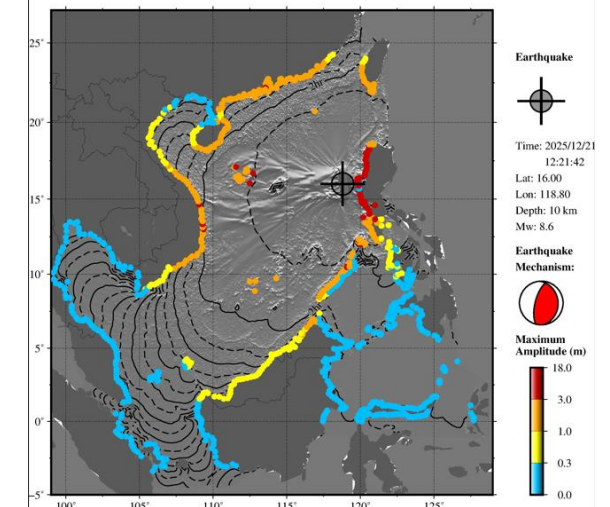 25°
20°
15°
10°
5°
0°
−5°
100°
105°
110°
115°
120°
125°
2hr
2hr
Earthquake
Time: 2025/12/21
12:21:42
Lat: 16.00
Lon: 118.80
Depth: 10 km
Mw: 8.6
Earthquake
Mechanism:
Maximum
Amplitude (m)
18.0
3.0
1.0
0.3
0.0